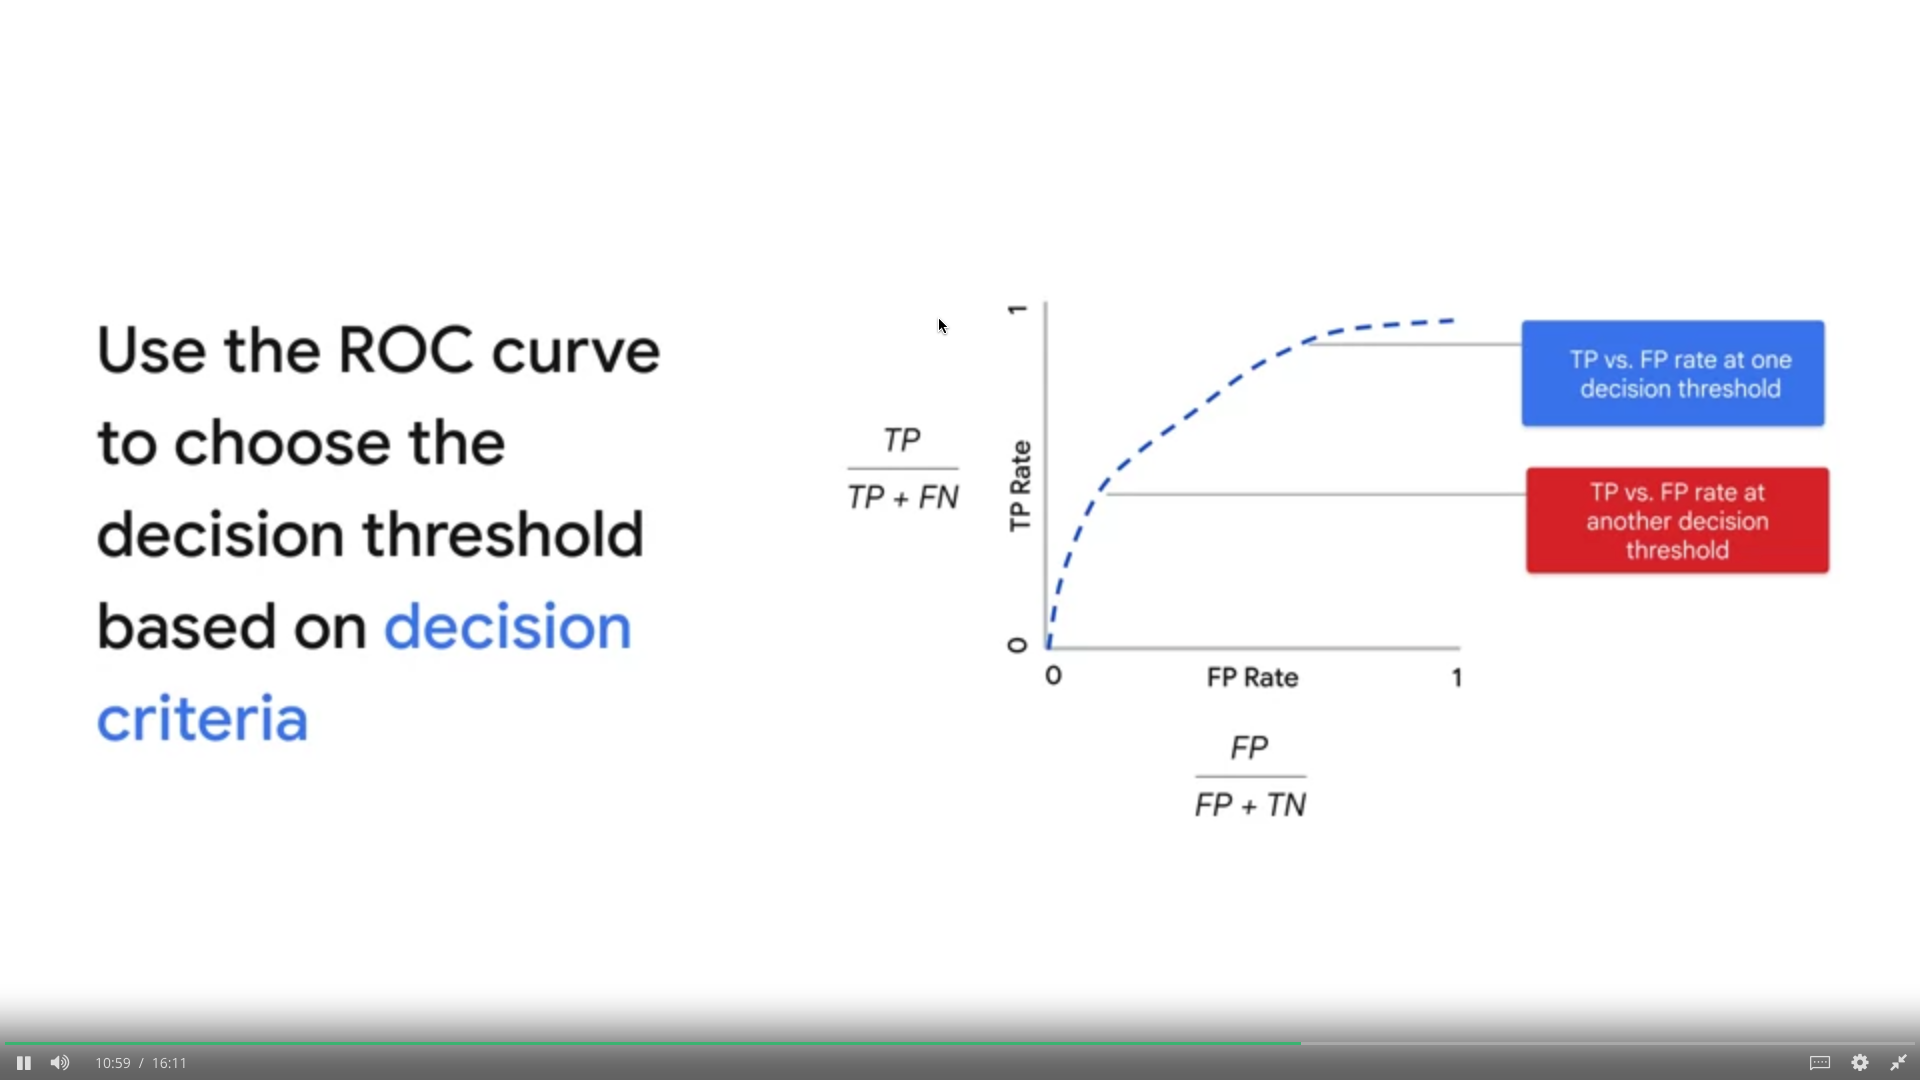 Use the ROC curve
to choose the
decision threshold
based on decision
criteria
TP
TP + FN
1
TP Rate
0
0
FP Rate
1
FP
FP + TN
TP vs. FP rate at one
decision threshold
TP vs. FP rate at
another decision
threshold
10:59 / 16:11